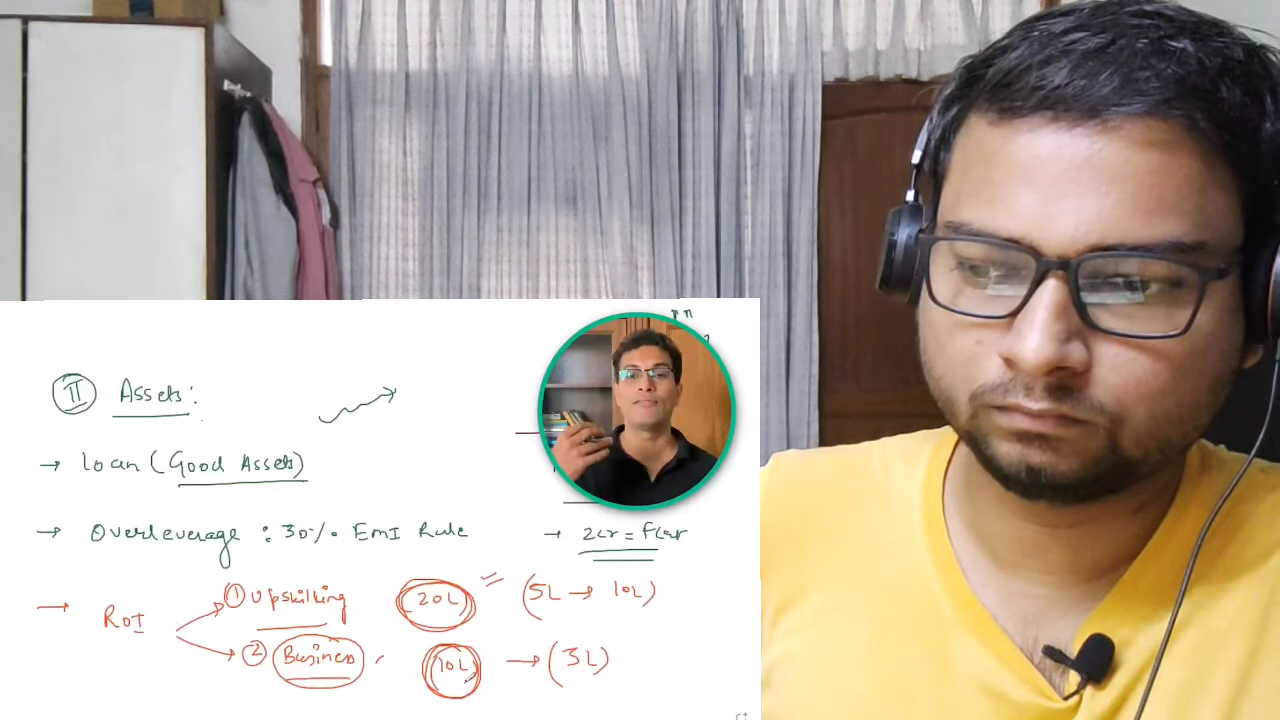 II Assets:
→ loan (Good Assets)
→ Overleverage : 30% EMI Rule
→ 2cr = Flat
→ ROI
① Upskilling 20L (5L → 10L)
② Business 10L → (3L)